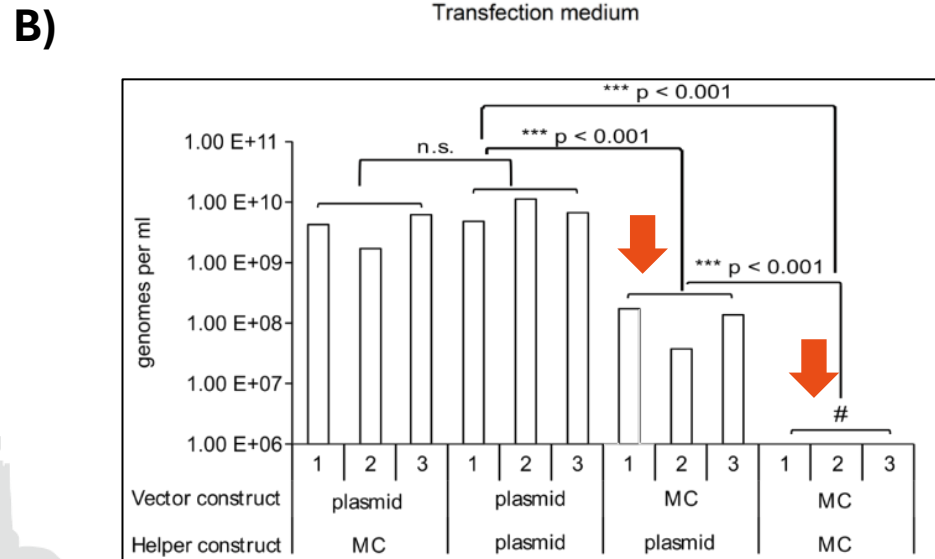 Transfection medium
B)
*** p < 0.001
*** p < 0.001
n.s.
*** p < 0.001
#
genomes per ml
1.00 E+11
1.00 E+10
1.00 E+09
1.00 E+08
1.00 E+07
1.00 E+06
1 2 3 1 2 3 1 2 3 1 2 3
Vector construct plasmid plasmid MC MC
Helper construct MC plasmid plasmid MC